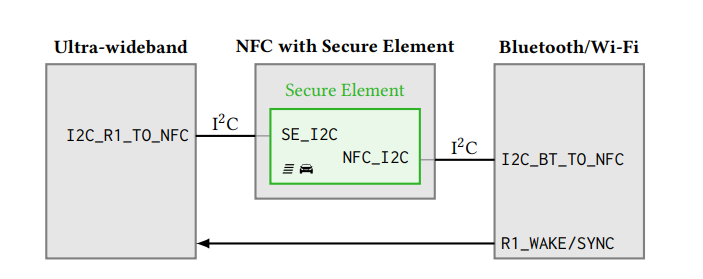 Ultra-wideband
NFC with Secure Element
Bluetooth/Wi-Fi
Secure Element
I2C_R1_TO_NFC
I²C
SE_I2C
NFC_I2C
I²C
I2C_BT_TO_NFC
R1_WAKE/SYNC